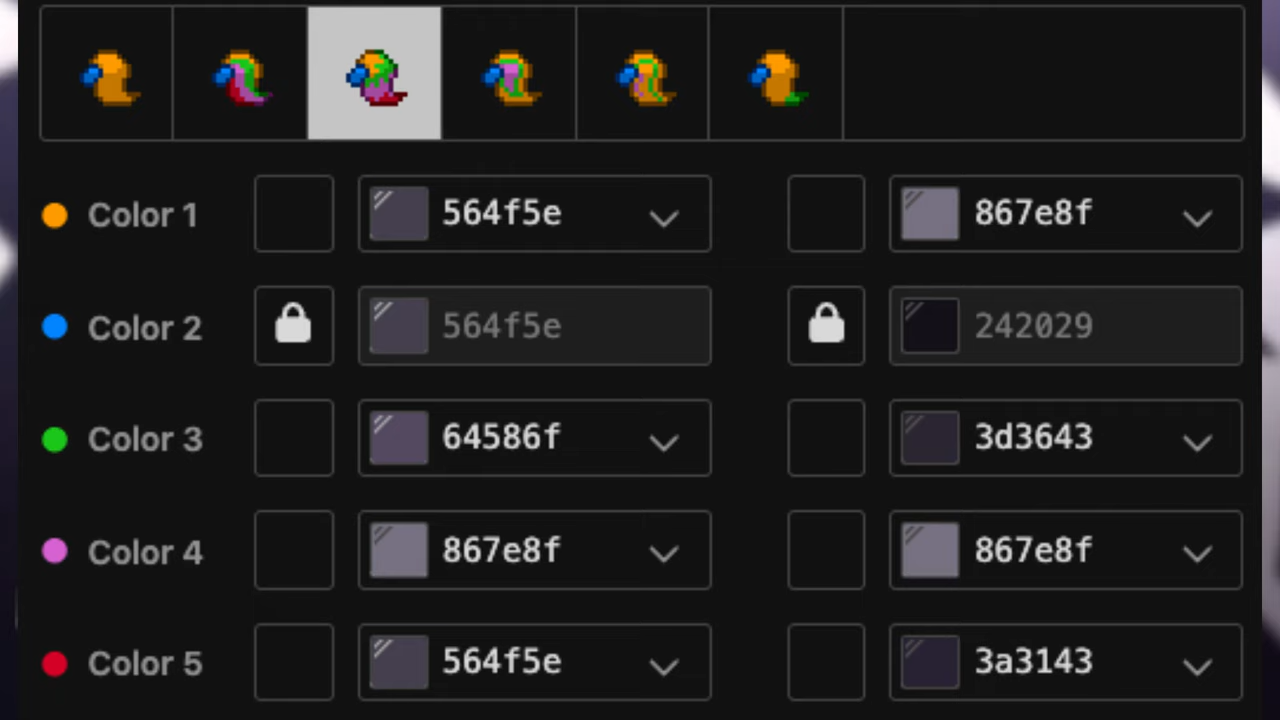 Color 1 564f5e 867e8f
Color 2 564f5e 242029
Color 3 64586f 3d3643
Color 4 867e8f 867e8f
Color 5 564f5e 3a3143